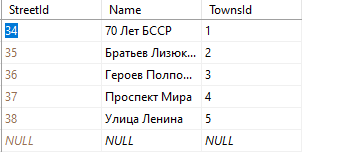 StreetId Name TownsId
34 70 Лет БССР 1
35 Братьев Лизюк... 2
36 Героев Полпо... 3
37 Проспект Мира 4
38 Улица Ленина 5
NULL NULL NULL